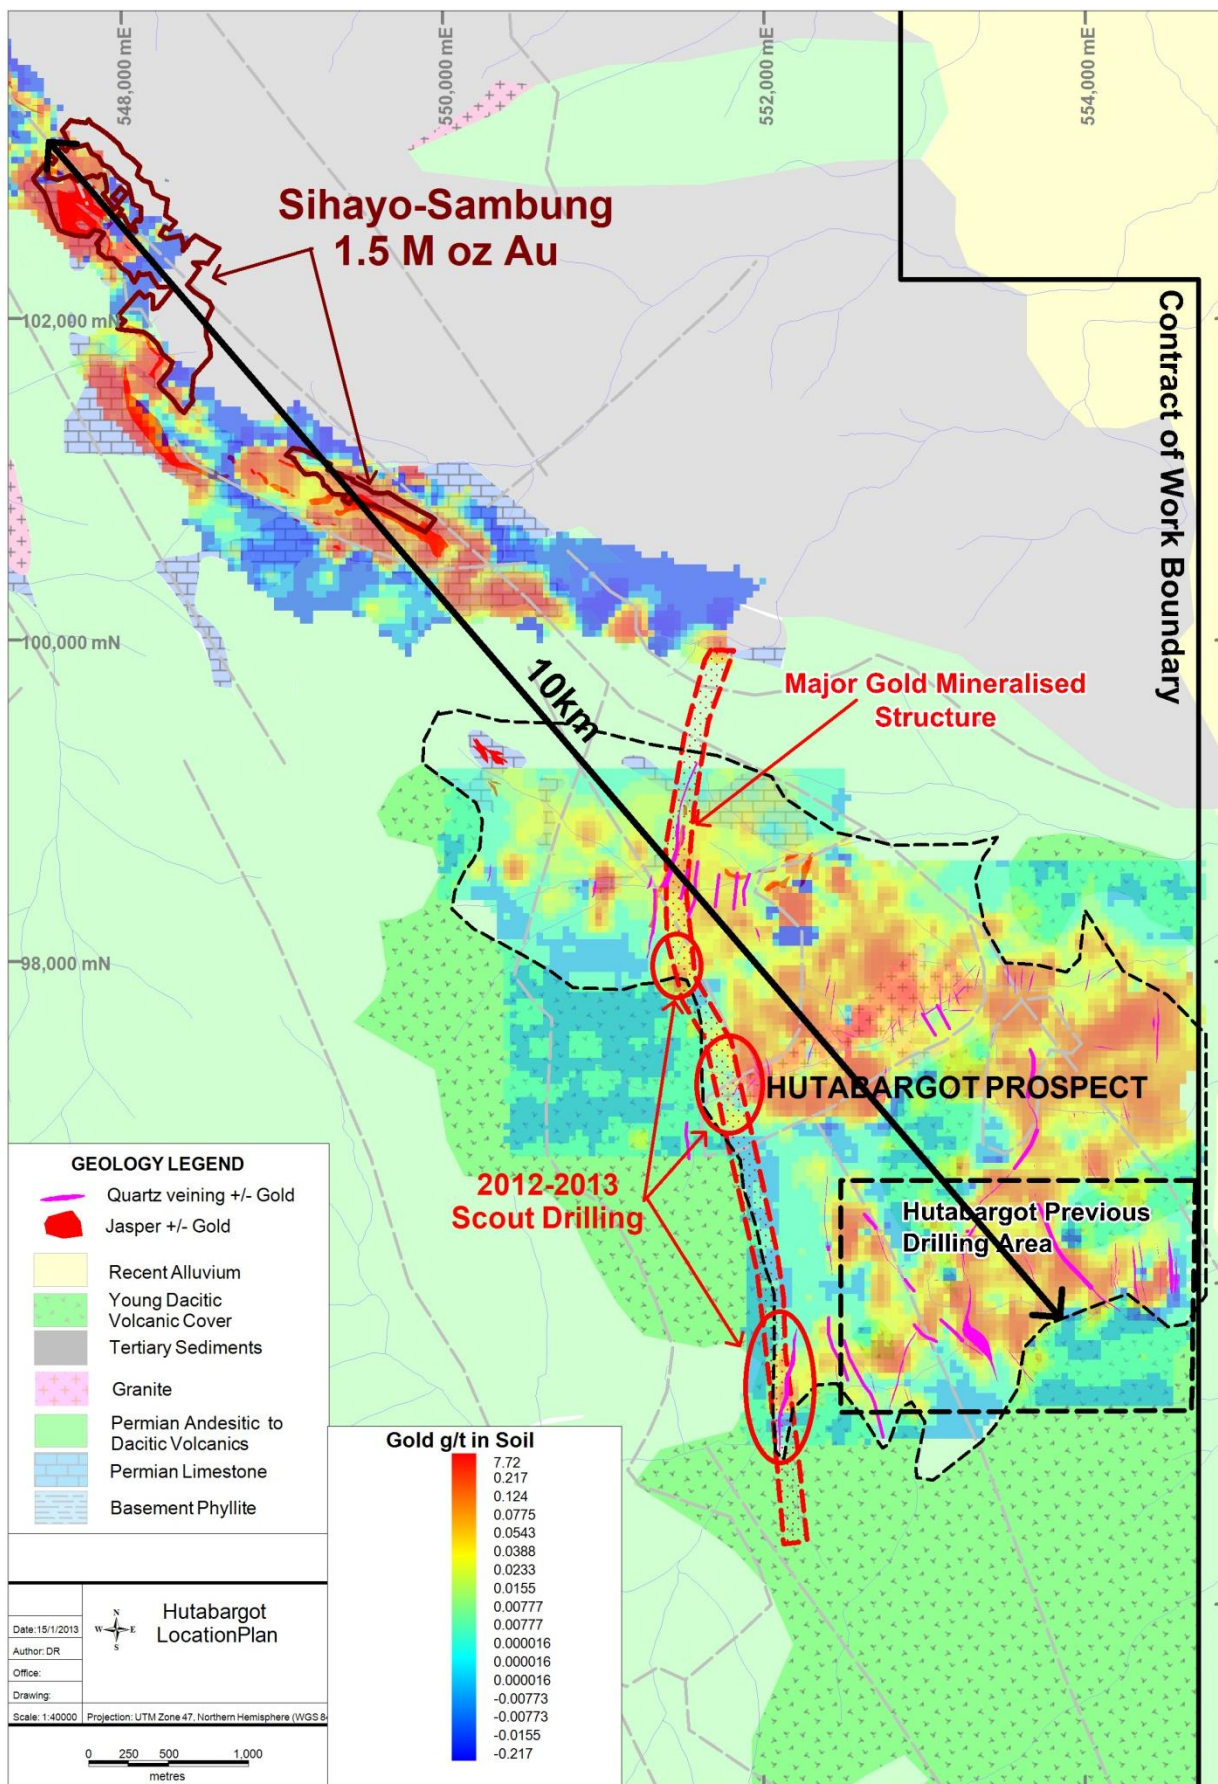 548,000 mE
550,000 mE
552,000 mE
554,000 mE
Sihayo-Sambung
1.5 M oz Au
102,000 mN
Contract of Work Boundary
100,000 mN
10km
Major Gold Mineralised
Structure
98,000 mN
HUTABARGOT PROSPECT
2012-2013
Scout Drilling
Hutabargot Previous
Drilling Area
GEOLOGY LEGEND
Quartz veining +/- Gold
Jasper +/- Gold
Recent Alluvium
Young Dacitic
Volcanic Cover
Tertiary Sediments
Granite
Permian Andesitic to
Dacitic Volcanics
Permian Limestone
Basement Phyllite
Gold g/t in Soil
7.72
0.217
0.124
0.0775
0.0543
0.0388
0.0233
0.0155
0.00777
0.00777
0.000016
0.000016
-0.00773
-0.00773
-0.0155
-0.217
Hutabargot
LocationPlan
N
W E
S
Date:15/1/2013
Author: DR
Office:
Drawing:
Scale: 1:40000
Projection: UTM Zone 47, Northern Hemisphere (WGS 8
0 250 500 1,000
metres